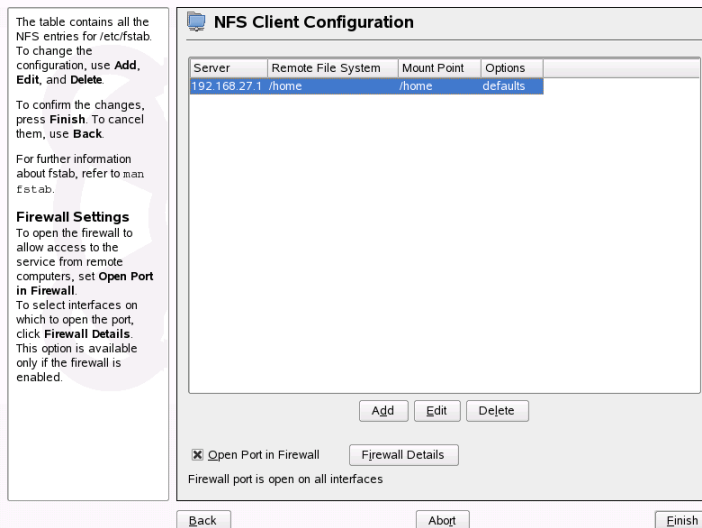 The table contains all the
NFS entries for /etc/fstab.
To change the
configuration, use Add,
Edit, and Delete.
To confirm the changes,
press Finish. To cancel
them, use Back.
For further information
about fstab, refer to man
fstab.
Firewall Settings
To open the firewall to
allow access to the
service from remote
computers, set Open Port
in Firewall.
To select interfaces on
which to open the port,
click Firewall Details.
This option is available
only if the firewall is
enabled.
NFS Client Configuration
Server Remote File System Mount Point Options
192.168.27.1 /home /home defaults
Add Edit Delete
Open Port in Firewall Firewall Details
Firewall port is open on all interfaces
Back Abort Finish